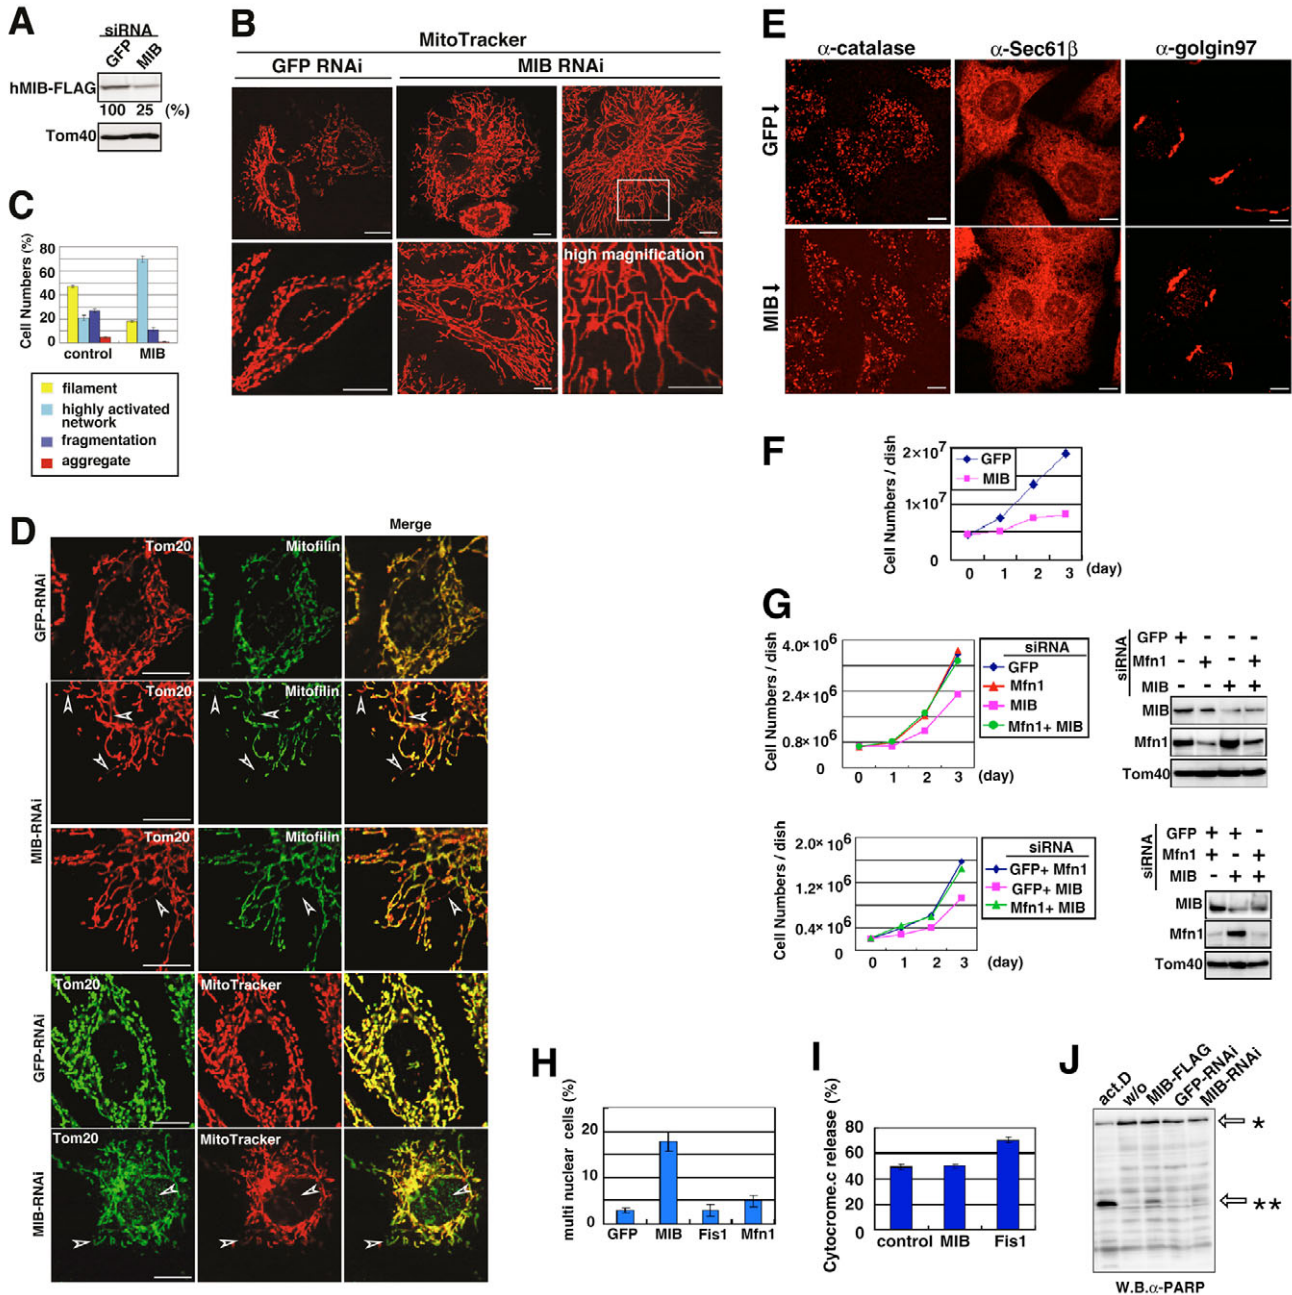 A
siRNA
GFP MIB
hMIB-FLAG
100 25 (%)
Tom40
B
MitoTracker
GFP RNAi MIB RNAi
high magnification
C
Cell Numbers (%)
80
60
40
20
0
control MIB
filament
highly activated
network
fragmentation
aggregate
D
Merge
GFP-RNAi
Tom20 Mitofilin
MIB-RNAi
Tom20 Mitofilin
Tom20 Mitofilin
GFP-RNAi
Tom20 MitoTracker
MIB-RNAi
Tom20 MitoTracker
E
α-catalase α-Sec61β α-golgin97
GFP↓
MIB↓
F
Cell Numbers / dish
2×10⁷
1×10⁷
0
GFP
MIB
0 1 2 3 (day)
G
Cell Numbers / dish
4.0× 10⁶
2.4× 10⁶
0.8× 10⁶
0
0 1 2 3 (day)
siRNA
GFP
Mfn1
MIB
Mfn1+ MIB
siRNA
GFP + - - -
Mfn1 - + - +
MIB - - + +
MIB
Mfn1
Tom40
Cell Numbers / dish
2.0× 10⁶
1.2× 10⁶
0.4× 10⁶
0
0 1 2 3 (day)
siRNA
GFP+ Mfn1
GFP+ MIB
Mfn1+ MIB
siRNA
GFP + + -
Mfn1 + - +
MIB - + +
MIB
Mfn1
Tom40
H
multi nuclear cells (%)
20
10
0
GFP MIB Fis1 Mfn1
I
Cytocrome.c release (%)
80
60
40
20
0
control MIB Fis1
J
act.D w/o MIB-FLAG GFP-RNAi MIB-RNAi
*
**
W.B.α-PARP